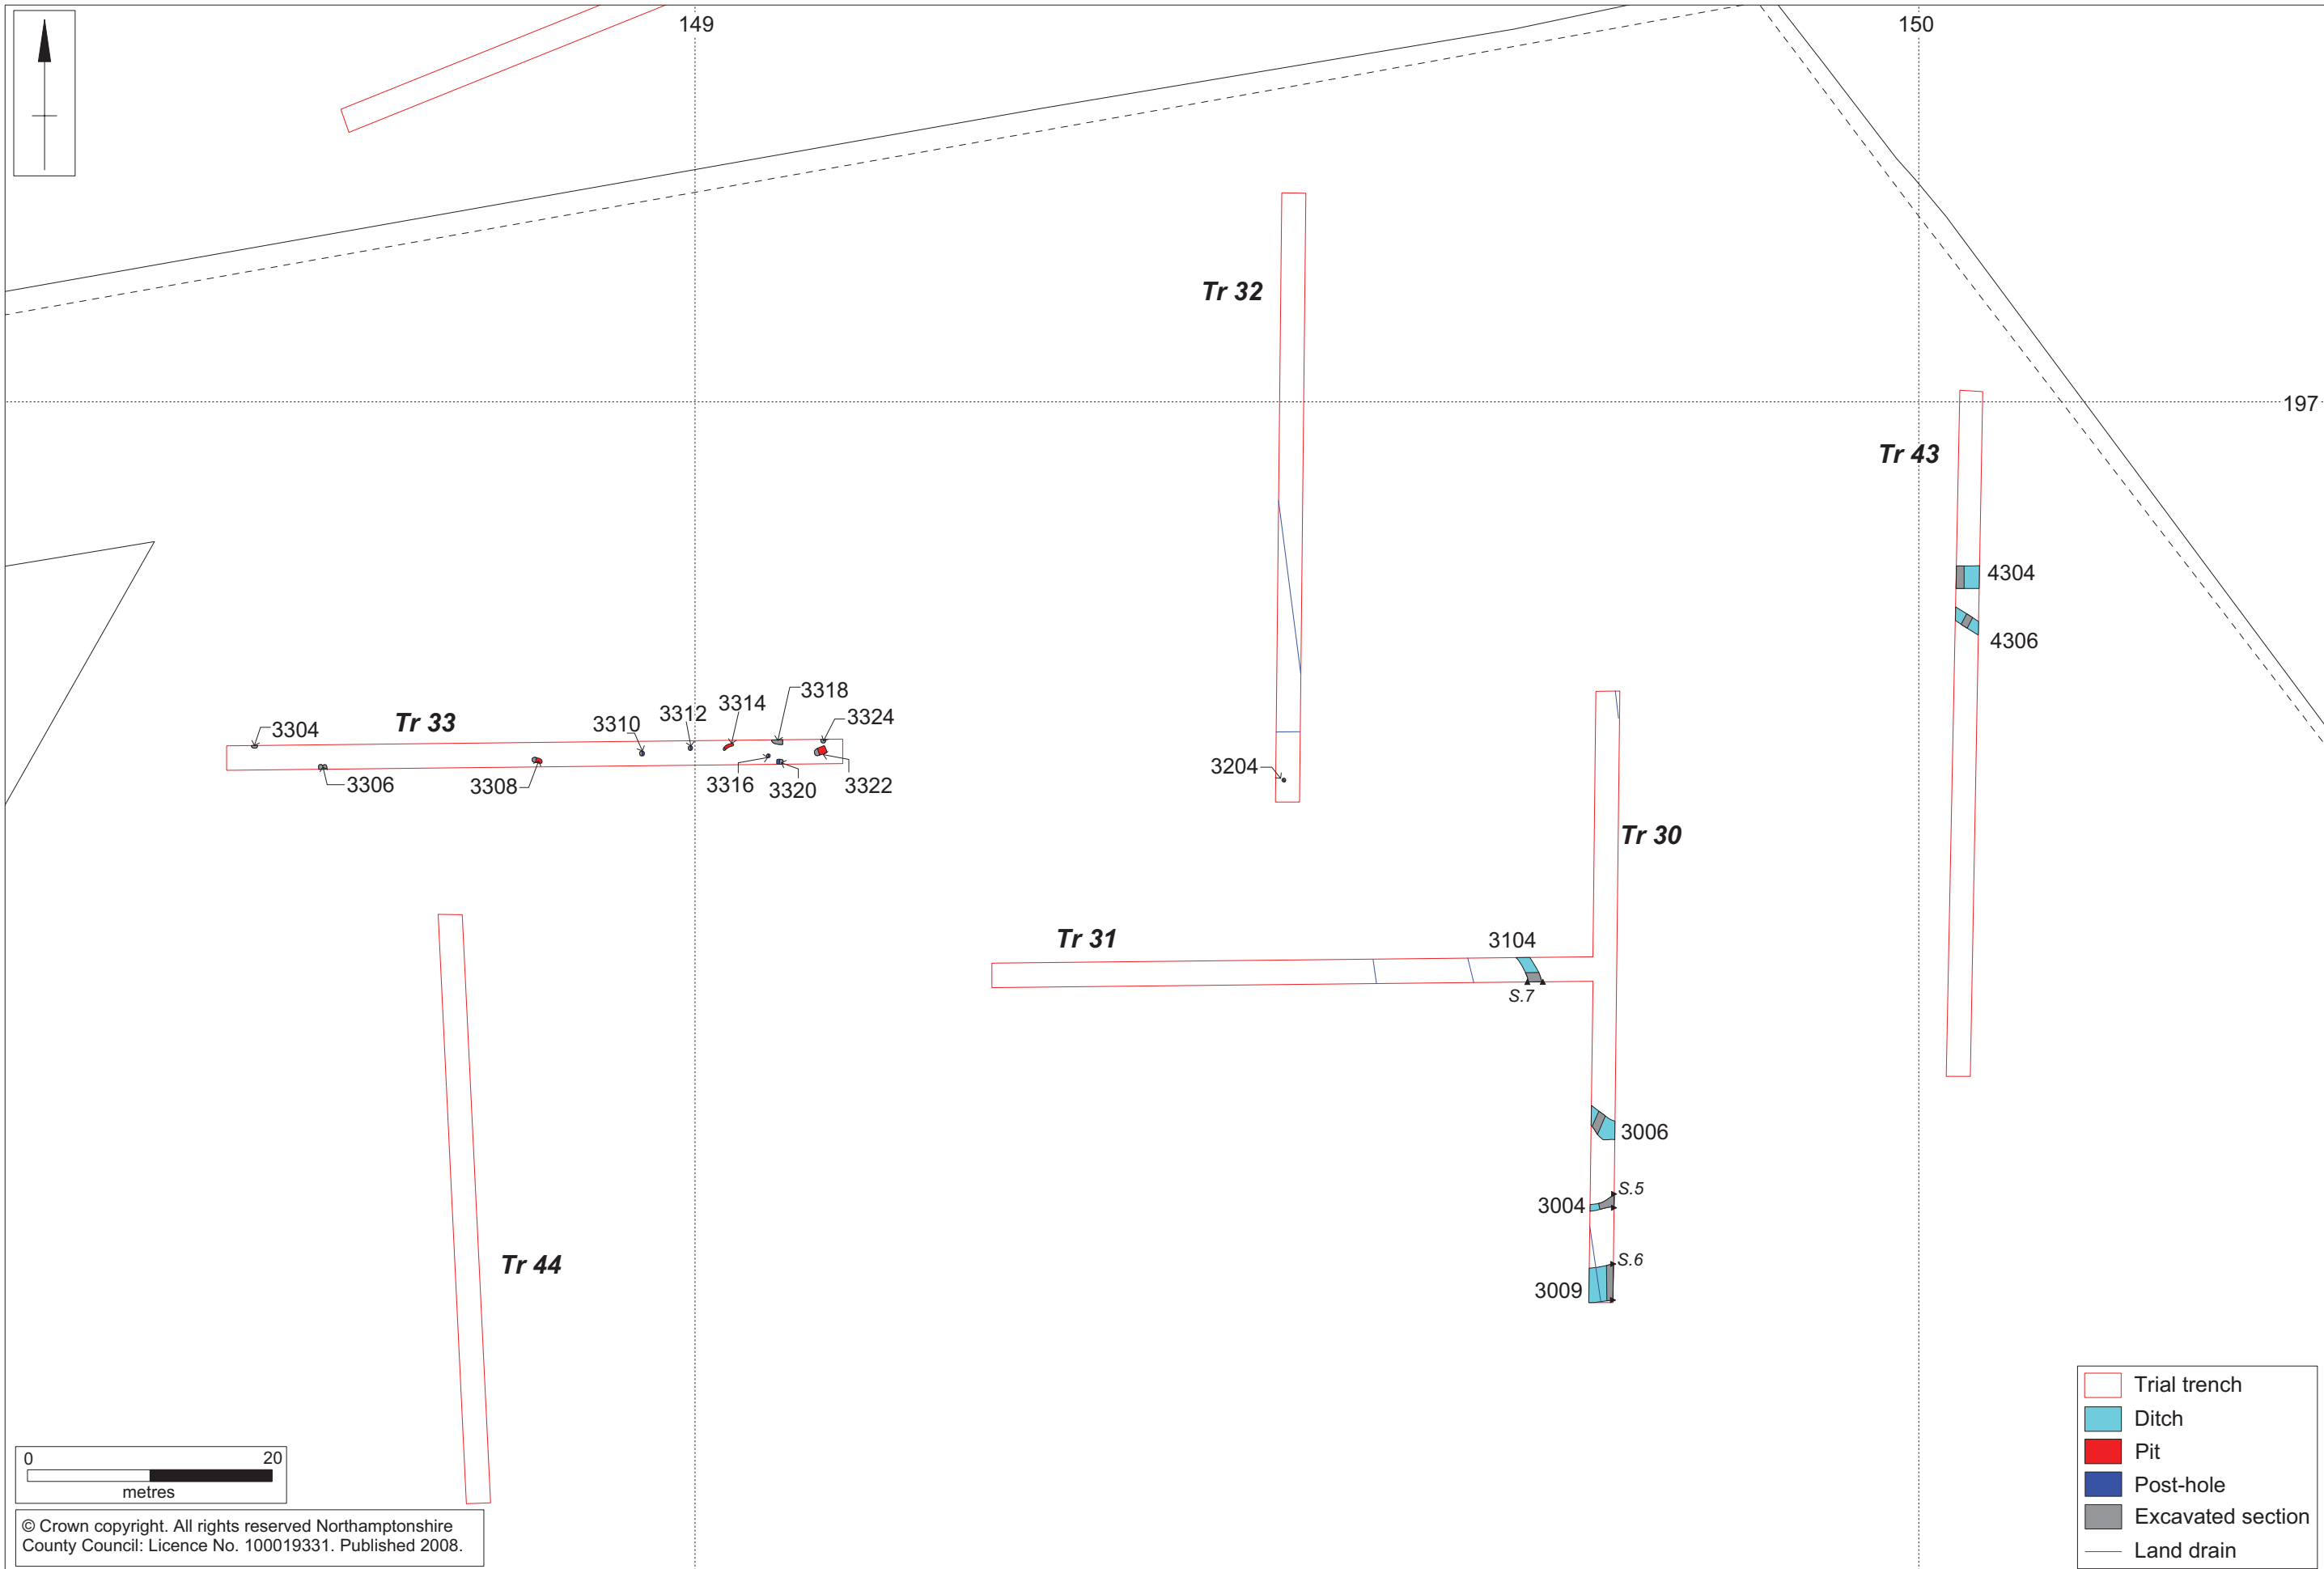 149
150
Tr 32
197
Tr 43
4304
4306
3318
3314
3312
3324
3310
Tr 33
3304
3306
3308
3316
3320
3322
3204
Tr 30
Tr 31
3104
S.7
3006
S.5
3004
S.6
3009
Tr 44
0 20
metres
© Crown copyright. All rights reserved Northamptonshire
County Council: Licence No. 100019331. Published 2008.
Trial trench
Ditch
Pit
Post-hole
Excavated section
Land drain